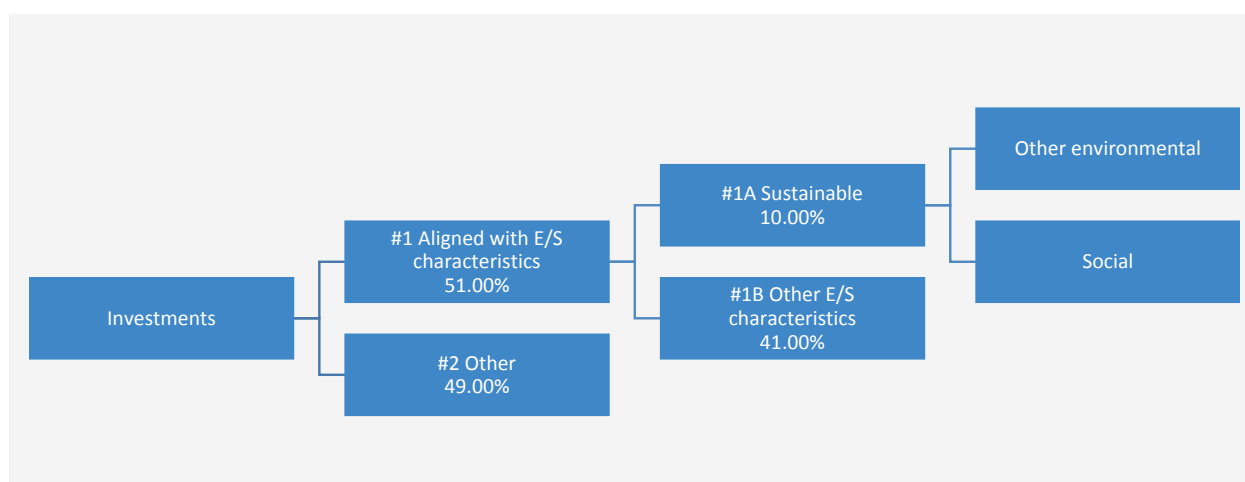 Investments
#1 Aligned with E/S
characteristics
51.00%
#2 Other
49.00%
#1A Sustainable
10.00%
#1B Other E/S
characteristics
41.00%
Other environmental
Social